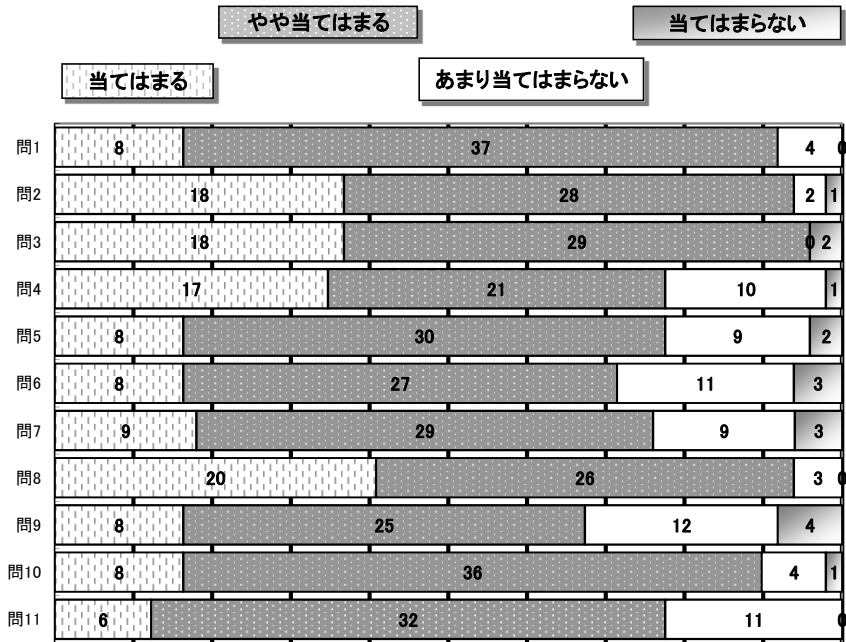 やや当てはまる
当てはまらない
当てはまる
あまり当てはまらない
問1 8 37 4 0
問2 18 28 2 1
問3 18 29 0 2
問4 17 21 10 1
問5 8 30 9 2
問6 8 27 11 3
問7 9 29 9 3
問8 20 26 3 0
問9 8 25 12 4
問10 8 36 4 1
問11 6 32 11 0